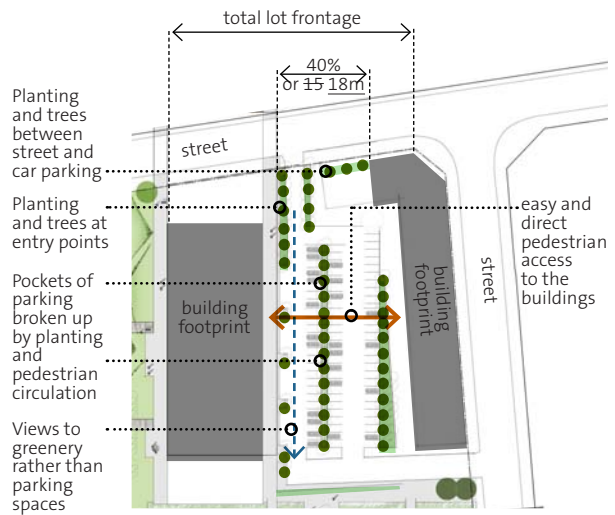 total lot frontage
40%
or 15 18m
Planting
and trees
between
street and
car parking
street
Planting
and trees at
entry points
easy and
direct
pedestrian
access
to the
buildings
street
building
footprint
Pockets of
parking
broken up
by planting
and
pedestrian
circulation
building
footprint
Views to
greenery
rather than
parking
spaces